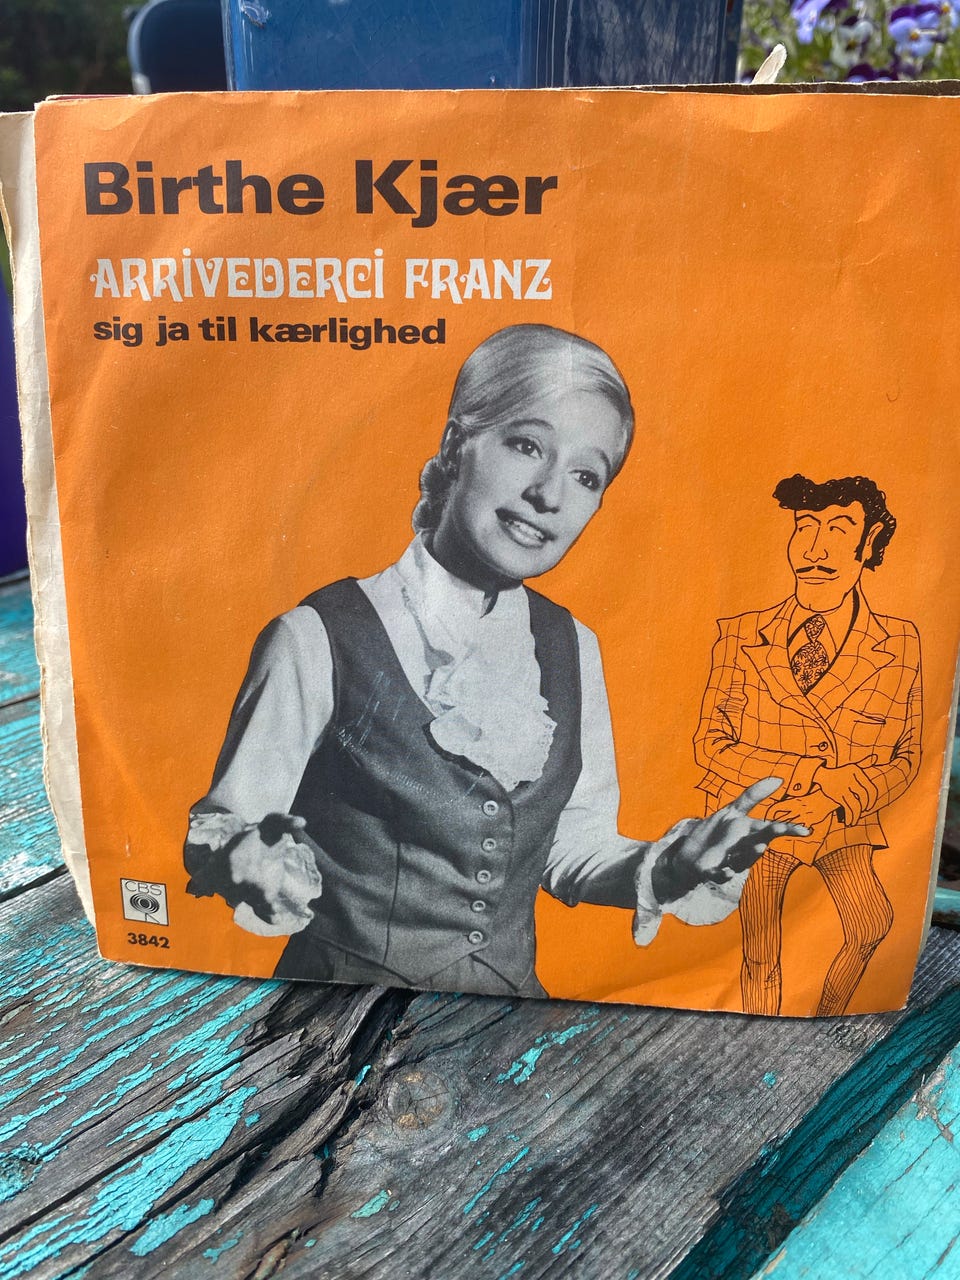 Birthe Kjær
ARRIVEDERCI FRANZ
sig ja til kærlighed
CBS
3842